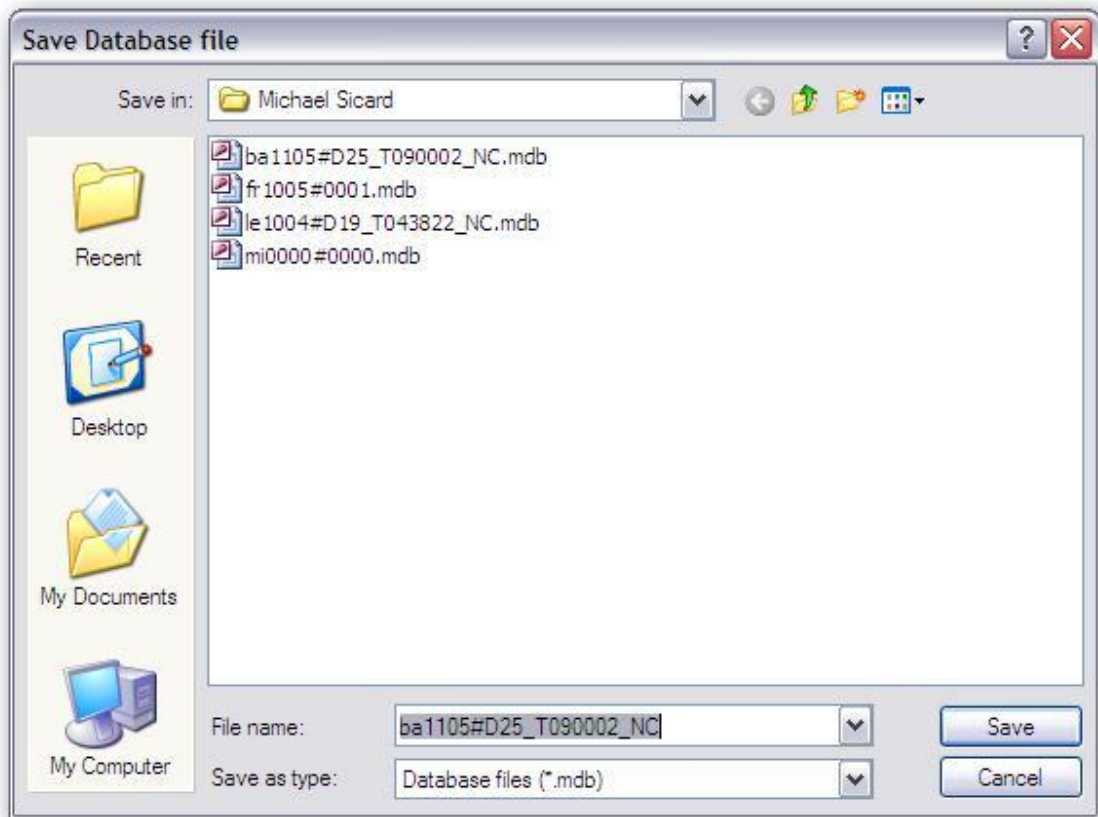 Save Database file
?
Save in: Michael Sicard
ba1105#D25_T090002_NC.mdb
fr1005#0001.mdb
le1004#D19_T043822_NC.mdb
mi0000#0000.mdb
Recent
Desktop
My Documents
My Computer
File name: ba1105#D25_T090002_NC
Save
Save as type: Database files (*.mdb)
Cancel